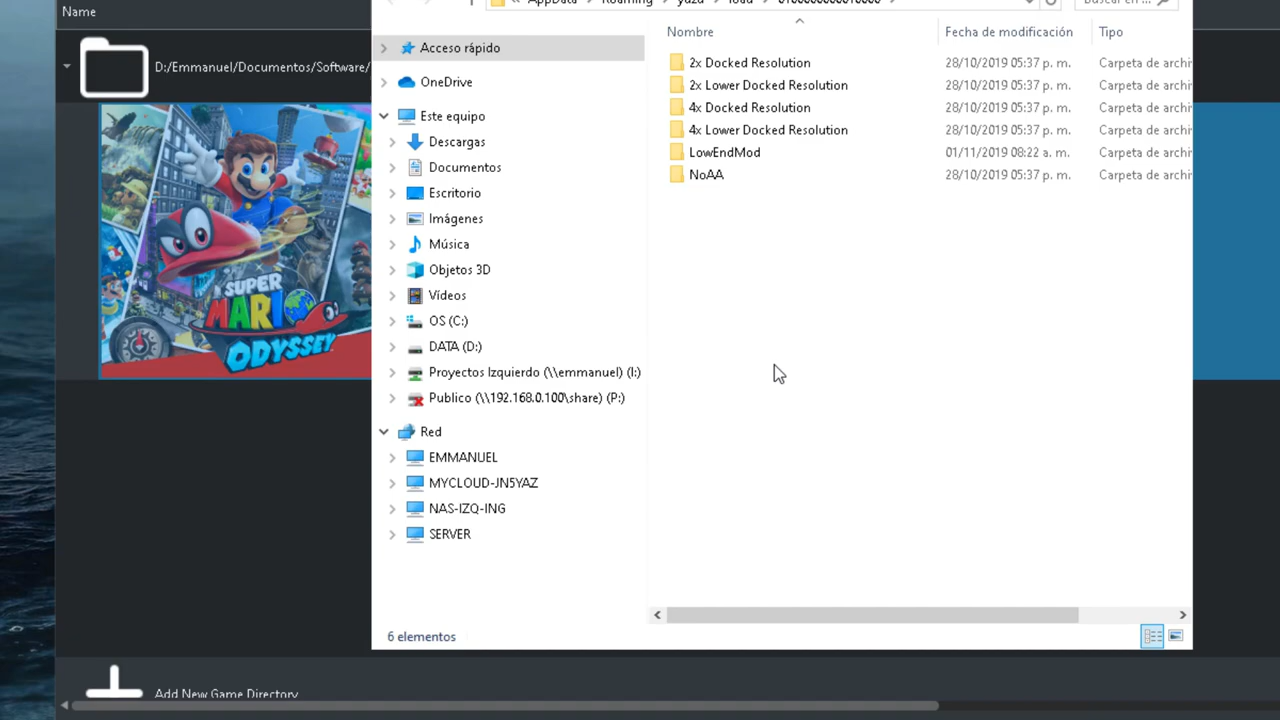 Name
D:/Emmanuel/Documentos/Software/
SUPER
MARIO
ODYSSEY
Add New Game Directory
AppData
Roaming
yuzu
load
Buscar en ...
Acceso rápido
OneDrive
Este equipo
Descargas
Documentos
Escritorio
Imágenes
Música
Objetos 3D
Vídeos
OS (C:)
DATA (D:)
Proyectos Izquierdo (\\emmanuel) (I:)
Publico (\\192.168.0.100\share) (P:)
Red
EMMANUEL
MYCLOUD-JN5YAZ
NAS-IZQ-ING
SERVER
Nombre Fecha de modificación Tipo
2x Docked Resolution 28/10/2019 05:37 p. m. Carpeta de archi
2x Lower Docked Resolution 28/10/2019 05:37 p. m. Carpeta de archi
4x Docked Resolution 28/10/2019 05:37 p. m. Carpeta de archi
4x Lower Docked Resolution 28/10/2019 05:37 p. m. Carpeta de archi
LowEndMod 01/11/2019 08:22 a. m. Carpeta de archi
NoAA 28/10/2019 05:37 p. m. Carpeta de archi
6 elementos